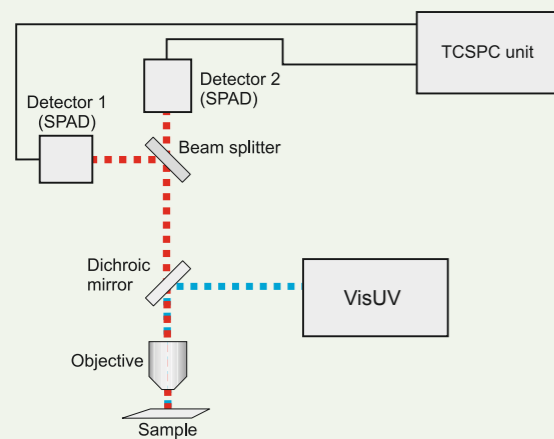 TCSPC unit
Detector 2
(SPAD)
Detector 1
(SPAD)
Beam splitter
Dichroic
mirror
VisUV
Objective
Sample